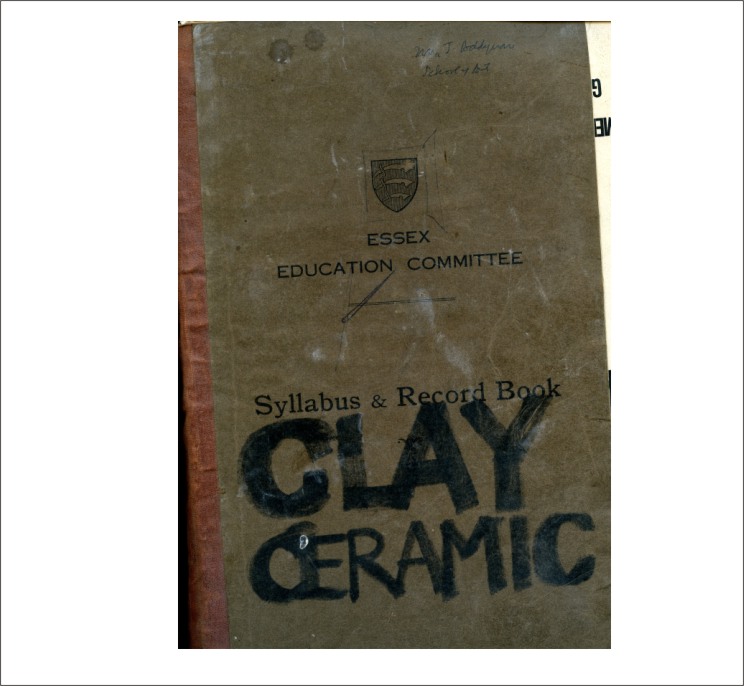 ESSEX
EDUCATION COMMITTEE
Syllabus & Record Book
CLAY
CERAMIC